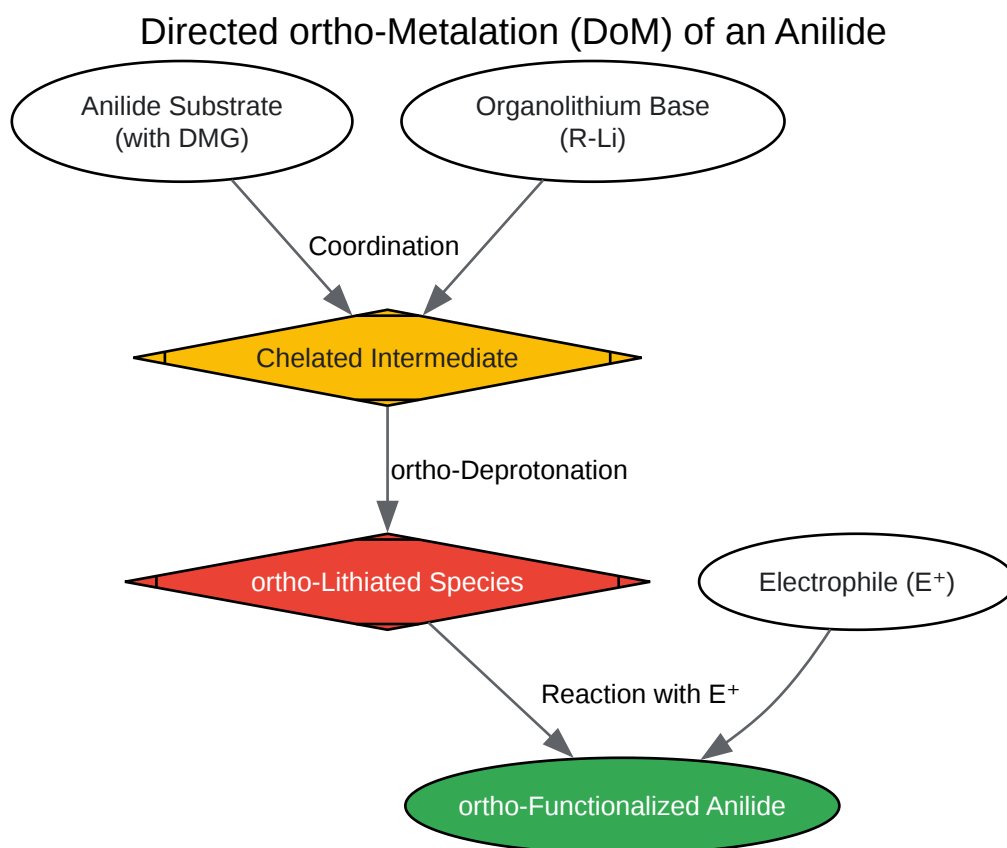 Directed ortho-Metalation (DoM) of an Anilide
Anilide Substrate
(with DMG)
Organolithium Base
(R-Li)
Coordination
Chelated Intermediate
ortho-Deprotonation
ortho-Lithiated Species
Electrophile (E⁺)
Reaction with E⁺
ortho-Functionalized Anilide